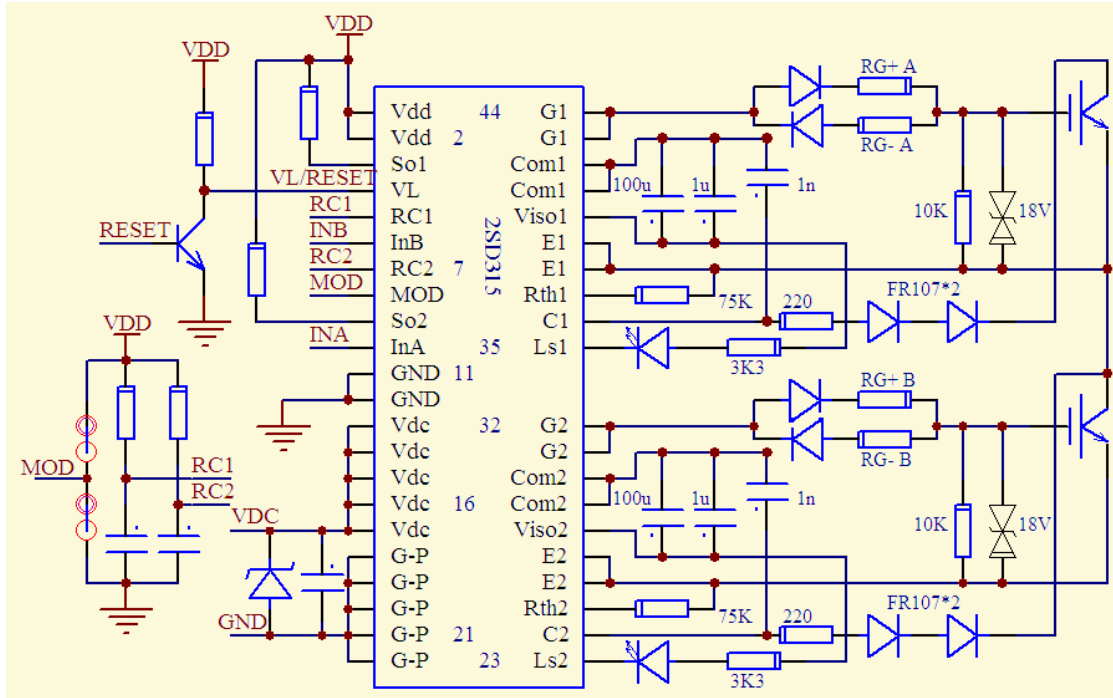 VDD
VDD
RG+ A
RG- A
Vdd 44 G1
Vdd 2 G1
So1 Com1
VL/RESET VL Com1
RC1 RC1 Viso1
INB InB E1
RC2 RC2 7 E1
MOD MOD Rth1
So2 C1
INA InA 35 Ls1
GND 11
GND
2SD315
RESET
100u 1u 1n
10K 18V
75K 220 FR107*2
3K3
VDD
MOD
RC1
RC2
VDC
GND
Vdc 32 G2
Vdc G2
Vdc Com2
Vdc 16 Com2
Vdc Viso2
G-P E2
G-P E2
G-P Rth2
G-P 21 C2
G-P 23 Ls2
RG+ B
RG- B
100u 1u 1n
10K 18V
75K 220 FR107*2
3K3